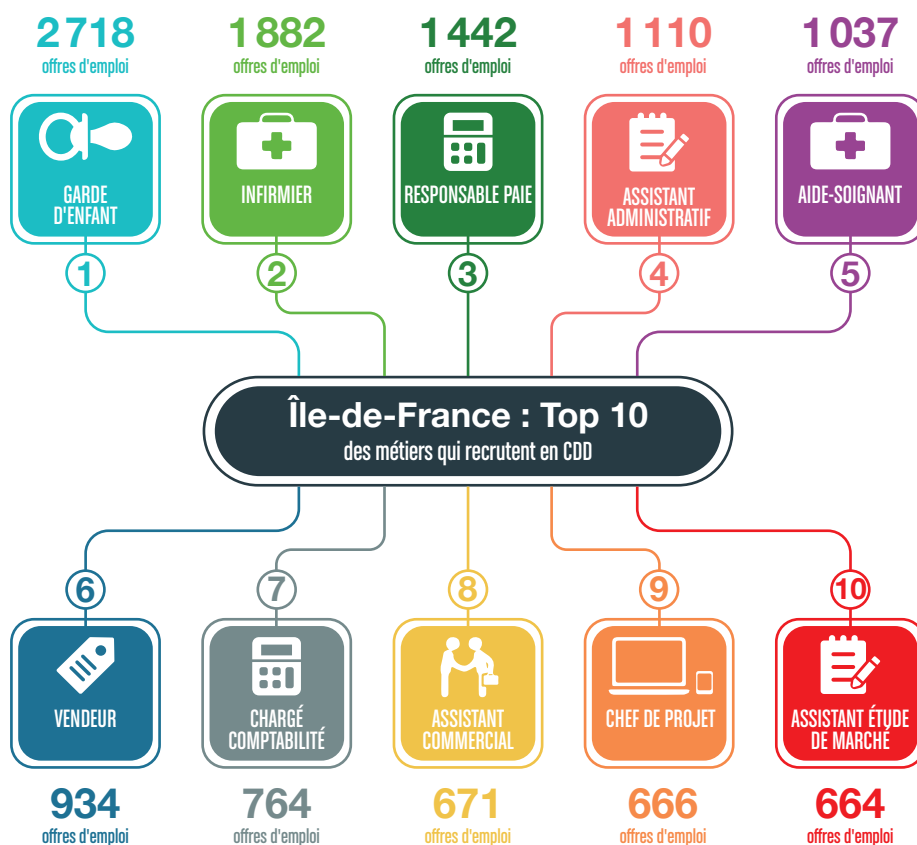 2 718
offres d'emploi
1 882
offres d'emploi
1 442
offres d'emploi
1 110
offres d'emploi
1 037
offres d'emploi
GARDE
D'ENFANT
INFIRMIER
RESPONSABLE PAIE
ASSISTANT
ADMINISTRATIF
AIDE-SOIGNANT
1
2
3
4
5
Île-de-France : Top 10
des métiers qui recrutent en CDD
6
7
8
9
10
VENDEUR
CHARGÉ
COMPTABILITÉ
ASSISTANT
COMMERCIAL
CHEF DE PROJET
ASSISTANT ÉTUDE
DE MARCHÉ
934
offres d'emploi
764
offres d'emploi
671
offres d'emploi
666
offres d'emploi
664
offres d'emploi